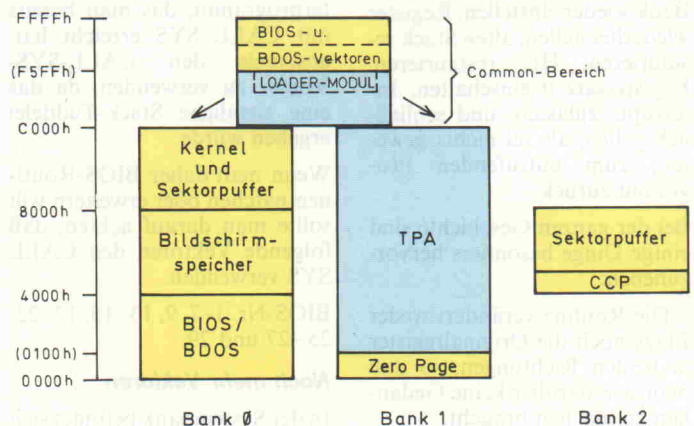 FFFFh
BIOS- u.
BDOS-Vektoren
(F5FFh)
LOADER-MODUL
Common-Bereich
C000h
Kernel
und
Sektorpuffer
8000h
Bildschirm-
speicher
4000h
BIOS/
BDOS
(0100h)
0000h
TPA
Zero Page
Sektorpuffer
CCP
Bank 0
Bank 1
Bank 2